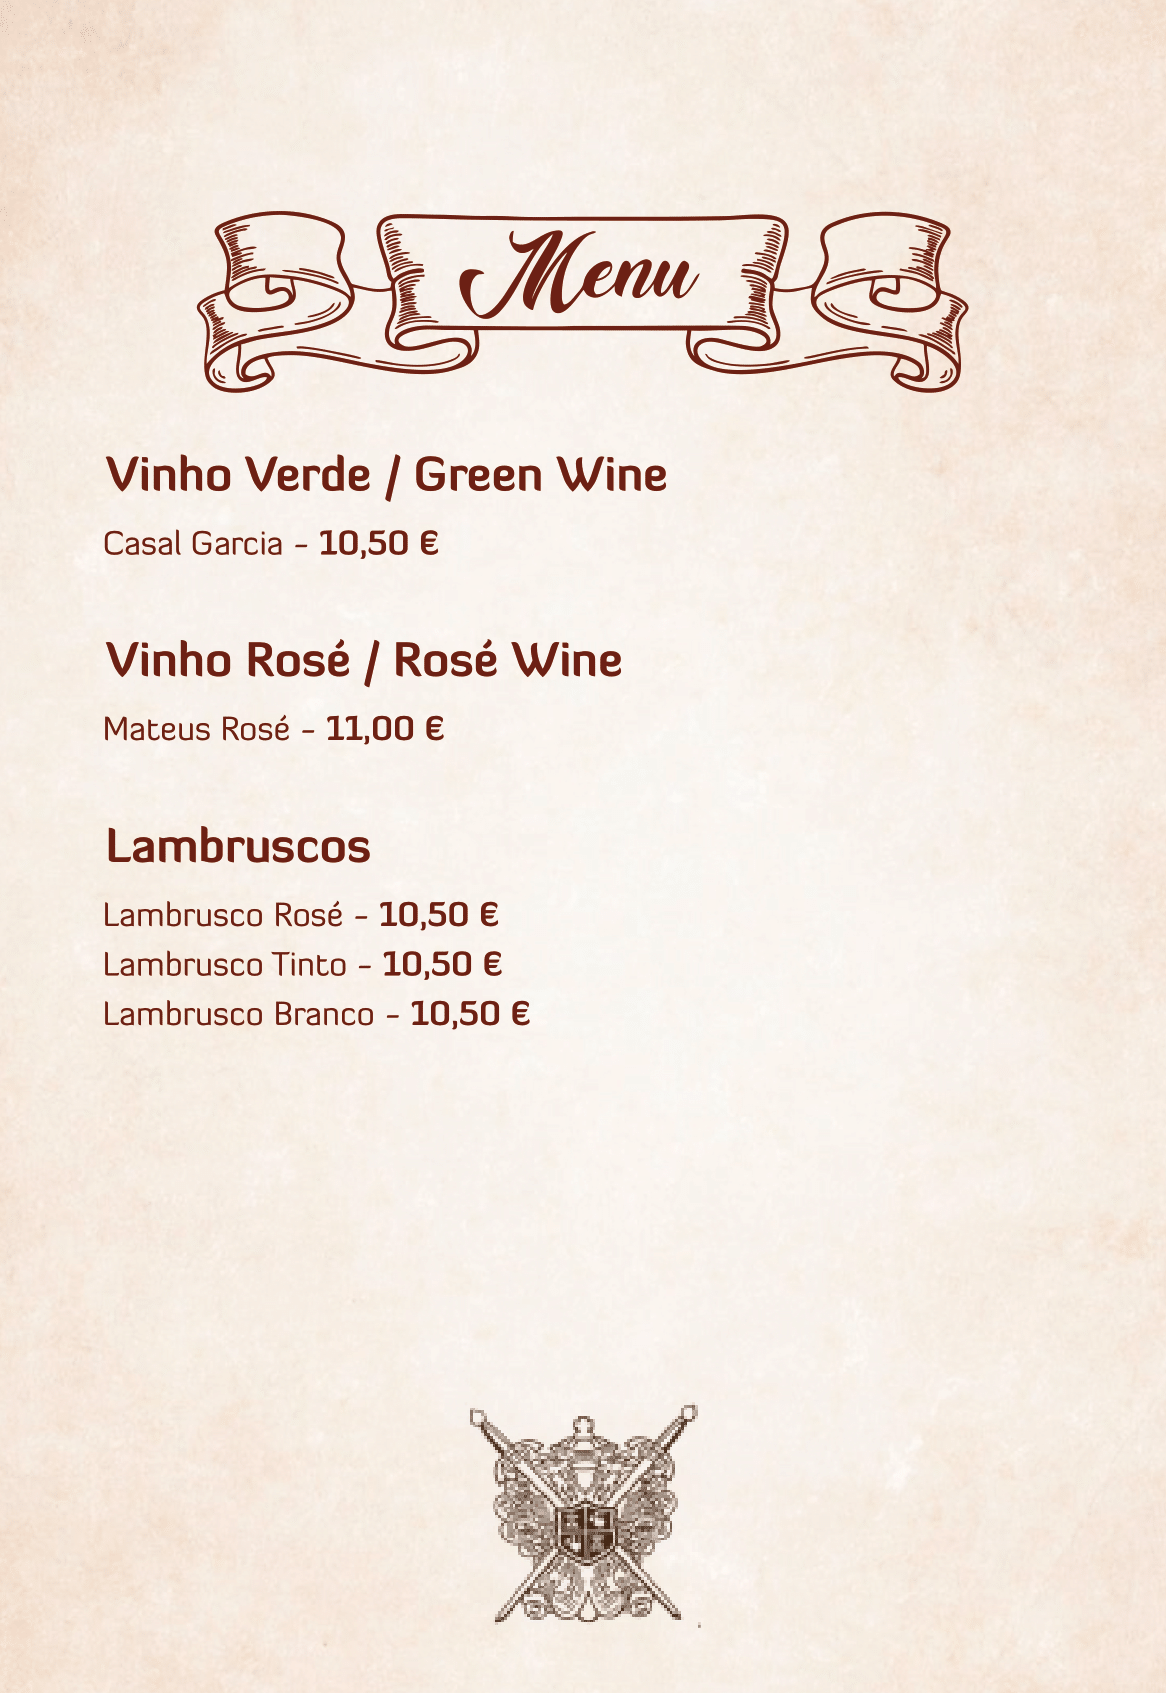 Menu
Vinho Verde / Green Wine
Casal Garcia - 10,50 €
Vinho Rosé / Rosé Wine
Mateus Rosé - 11,00 €
Lambruscos
Lambrusco Rosé - 10,50 €
Lambrusco Tinto - 10,50 €
Lambrusco Branco - 10,50 €